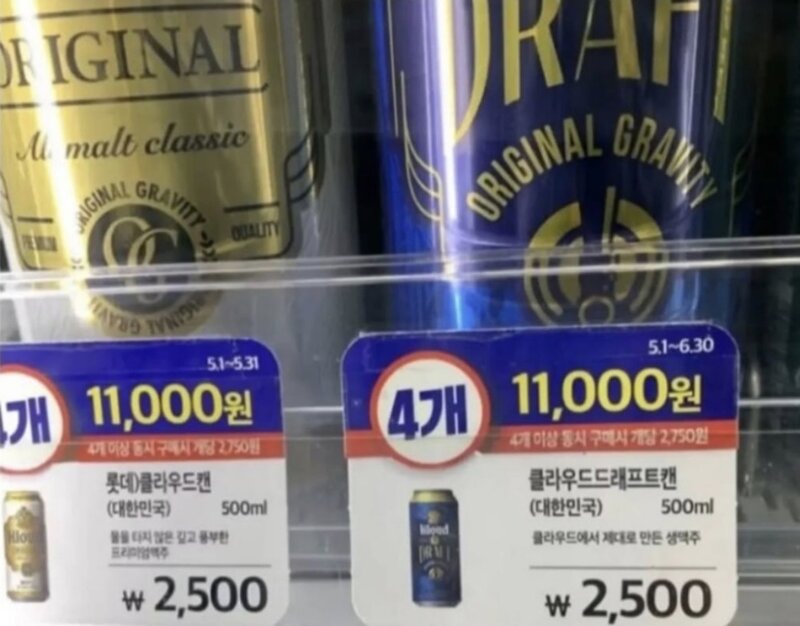 ORIGINAL
All malt classic
ORIGINAL GRAVITY
PREMIUM
QUALITY
OG
ORIGINAL GRAVITY
DRAFT
ORIGINAL GRAVITY
5.1~5.31
4개
11,000원
4개 이상 동시 구매시 개당 2,750원
롯데)클라우드캔
(대한민국) 500ml
물을 타지 않은 깊고 풍부한
프리미엄맥주
₩ 2,500
5.1~6.30
4개
11,000원
4개 이상 동시 구매시 개당 2,750원
클라우드드래프트캔
(대한민국) 500ml
클라우드에서 제대로 만든 생맥주
Kloud
DRAFT
₩ 2,500